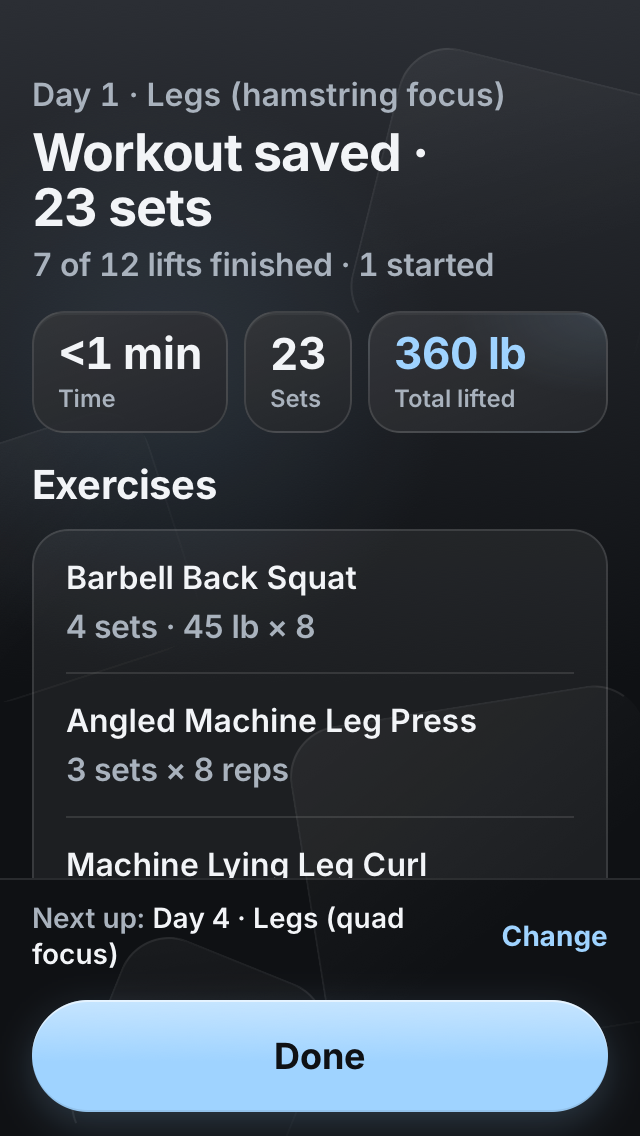 Day 1 · Legs (hamstring focus)
Workout saved ·
23 sets
7 of 12 lifts finished · 1 started
<1 min
Time
23
Sets
360 lb
Total lifted
Exercises
Barbell Back Squat
4 sets · 45 lb × 8
Angled Machine Leg Press
3 sets × 8 reps
Machine Lying Leg Curl
Next up: Day 4 · Legs (quad
focus)
Change
Done